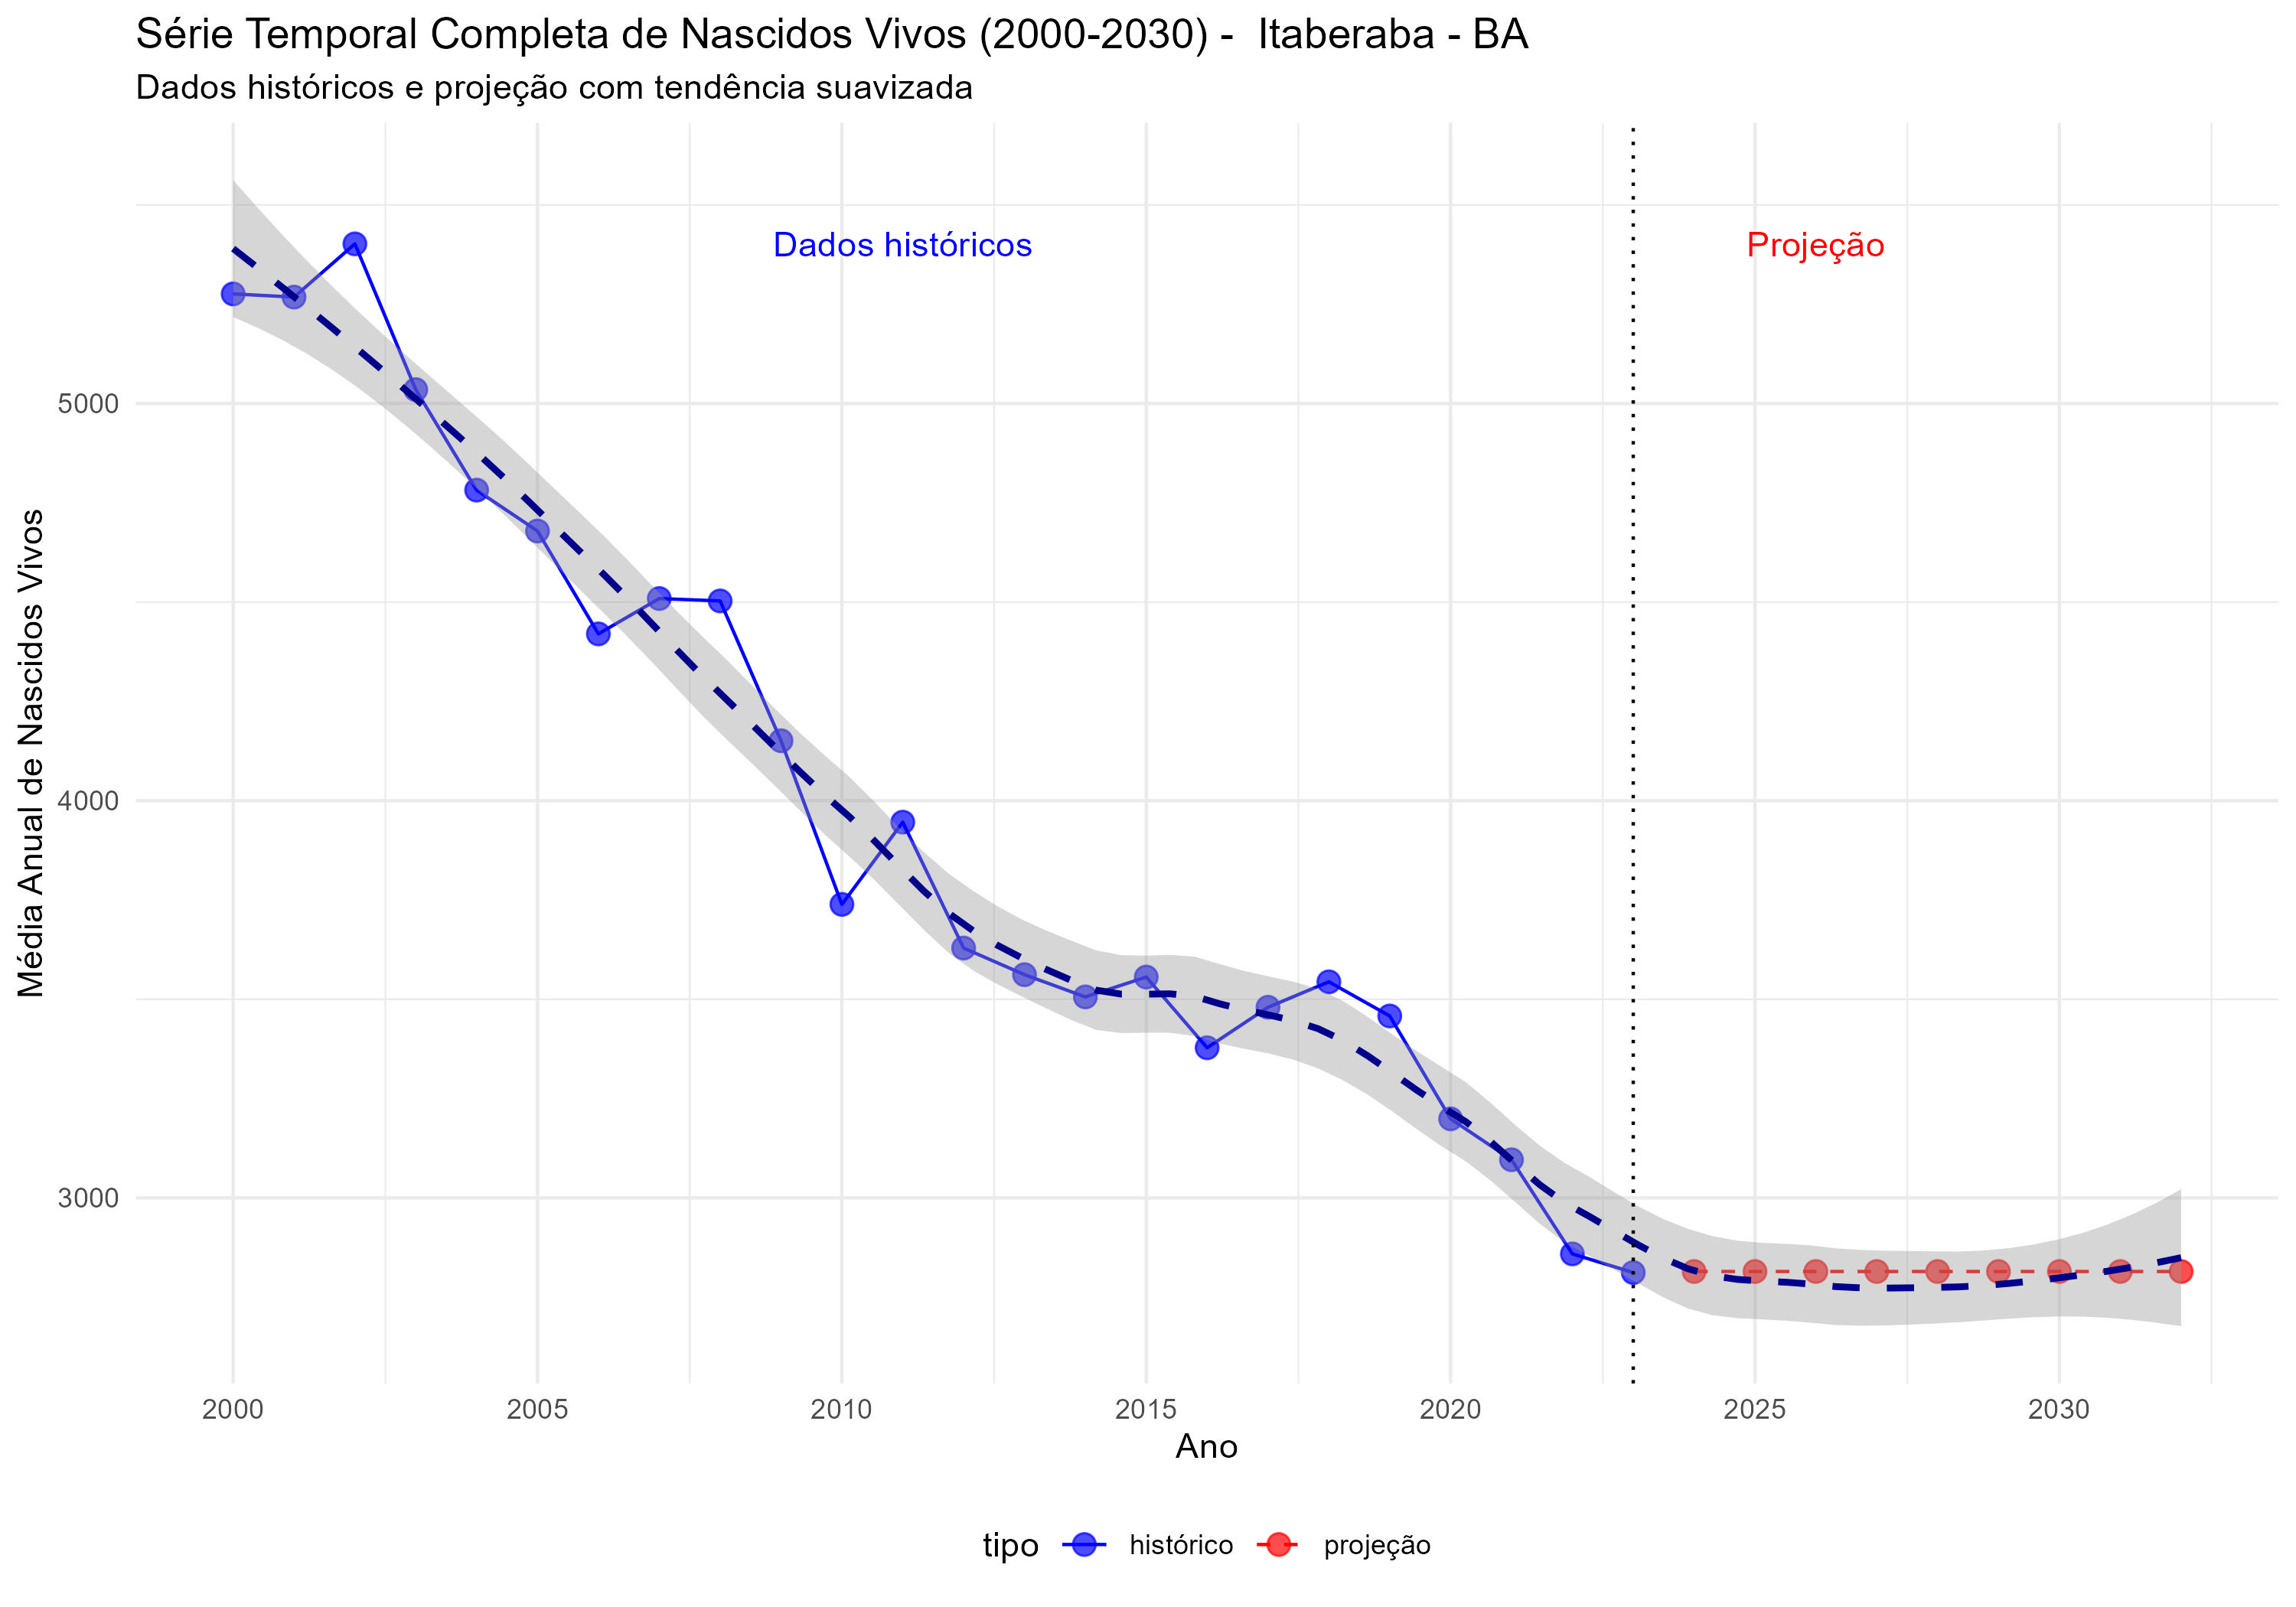 Série Temporal Completa de Nascidos Vivos (2000-2030) -  Itaberaba - BA
Dados históricos e projeção com tendência suavizada
Dados históricos
Projeção
Média Anual de Nascidos Vivos
5000
4000
3000
2000
2005
2010
2015
2020
2025
2030
Ano
tipo
histórico
projeção